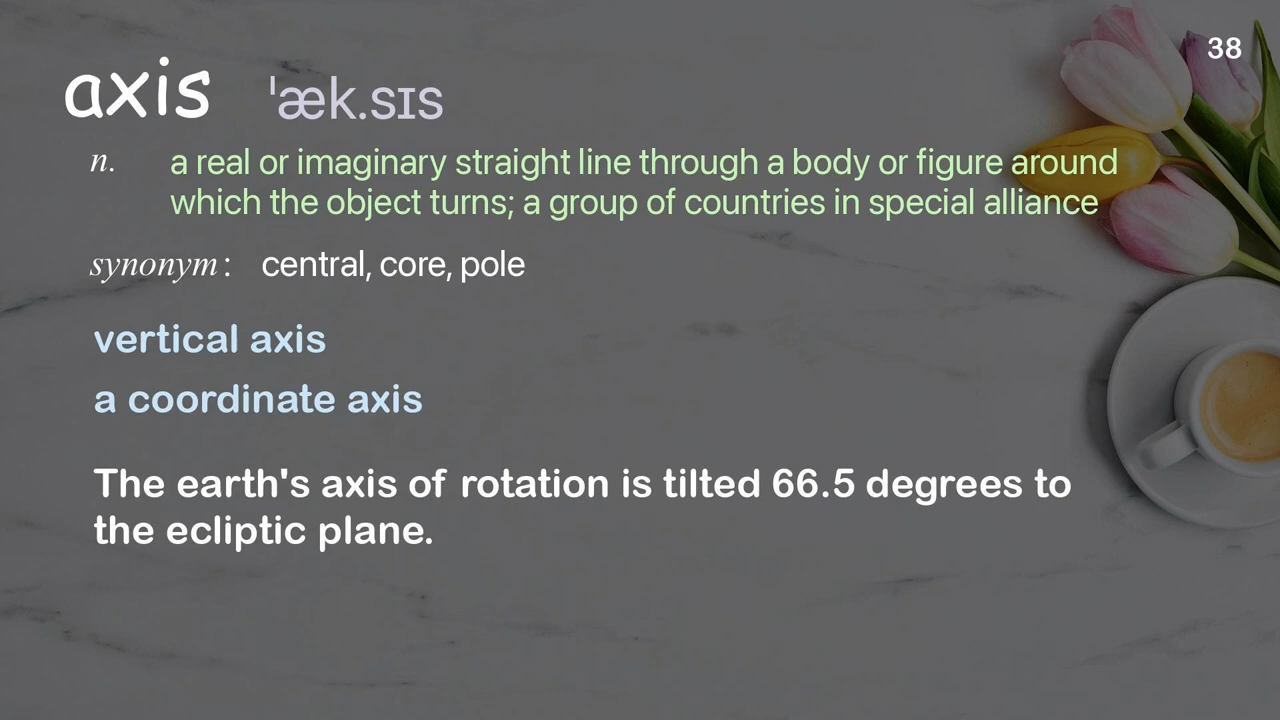 38
axis ˈæk.sɪs
n. a real or imaginary straight line through a body or figure around
which the object turns; a group of countries in special alliance
synonym : central, core, pole
vertical axis
a coordinate axis
The earth's axis of rotation is tilted 66.5 degrees to
the ecliptic plane.